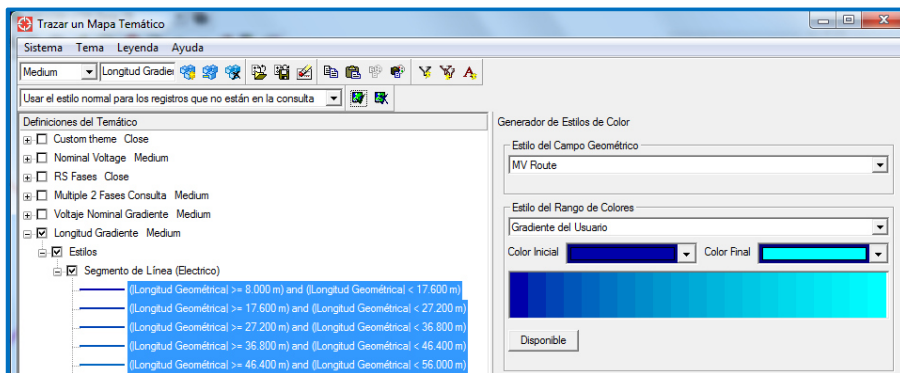 Trazar un Mapa Temático
Sistema Tema Leyenda Ayuda
Medium Longitud Gradier
Usar el estilo normal para los registros que no están en la consulta
Definiciones del Temático
Custom theme Close
Nominal Voltage Medium
RS Fases Close
Multiple 2 Fases Consulta Medium
Voltaje Nominal Gradiente Medium
Longitud Gradiente Medium
Estilos
Segmento de Línea (Electrico)
(|Longitud Geométrica| >= 8.000 m) and (|Longitud Geométrica| < 17.600 m)
(|Longitud Geométrica| >= 17.600 m) and (|Longitud Geométrica| < 27.200 m)
(|Longitud Geométrica| >= 27.200 m) and (|Longitud Geométrica| < 36.800 m)
(|Longitud Geométrica| >= 36.800 m) and (|Longitud Geométrica| < 46.400 m)
(|Longitud Geométrica| >= 46.400 m) and (|Longitud Geométrica| < 56.000 m)
Generador de Estilos de Color
Estilo del Campo Geométrico
MV Route
Estilo del Rango de Colores
Gradiente del Usuario
Color Inicial Color Final
Disponible